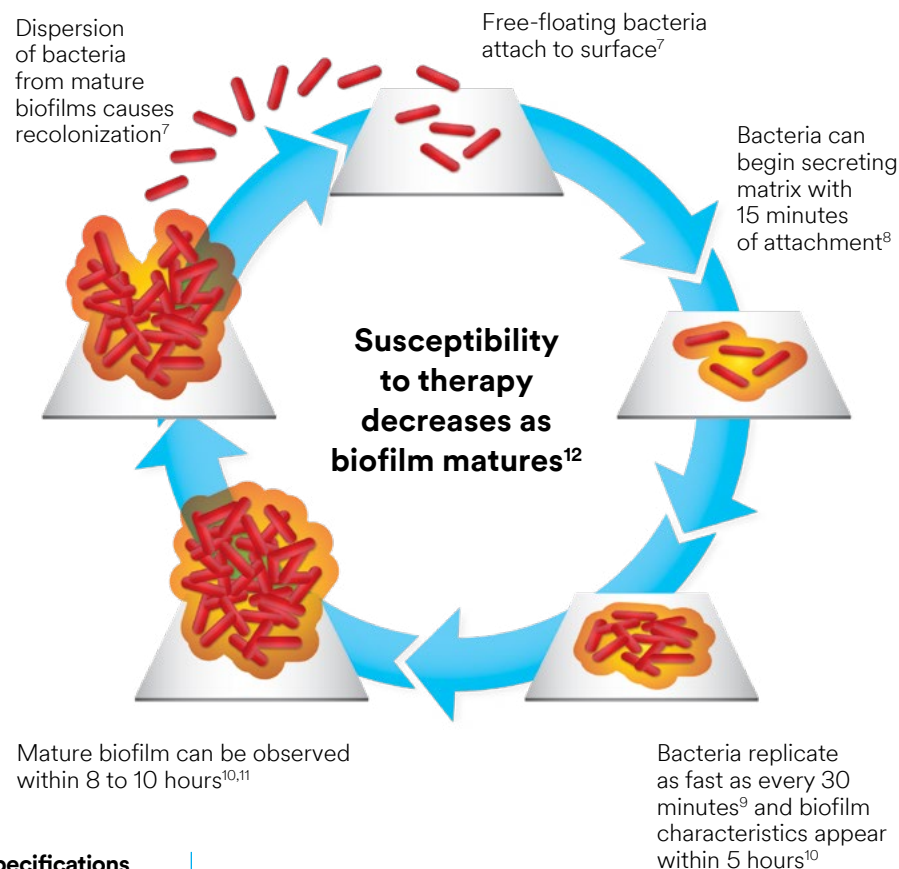 Dispersion
of bacteria
from mature
biofilms causes
recolonization⁷
Free-floating bacteria
attach to surface⁷
Bacteria can
begin secreting
matrix with
15 minutes
of attachment⁸
Susceptibility
to therapy
decreases as
biofilm matures¹²
Mature biofilm can be observed
within 8 to 10 hours¹⁰,¹¹
Bacteria replicate
as fast as every 30
minutes⁹ and biofilm
characteristics appear
within 5 hours¹⁰